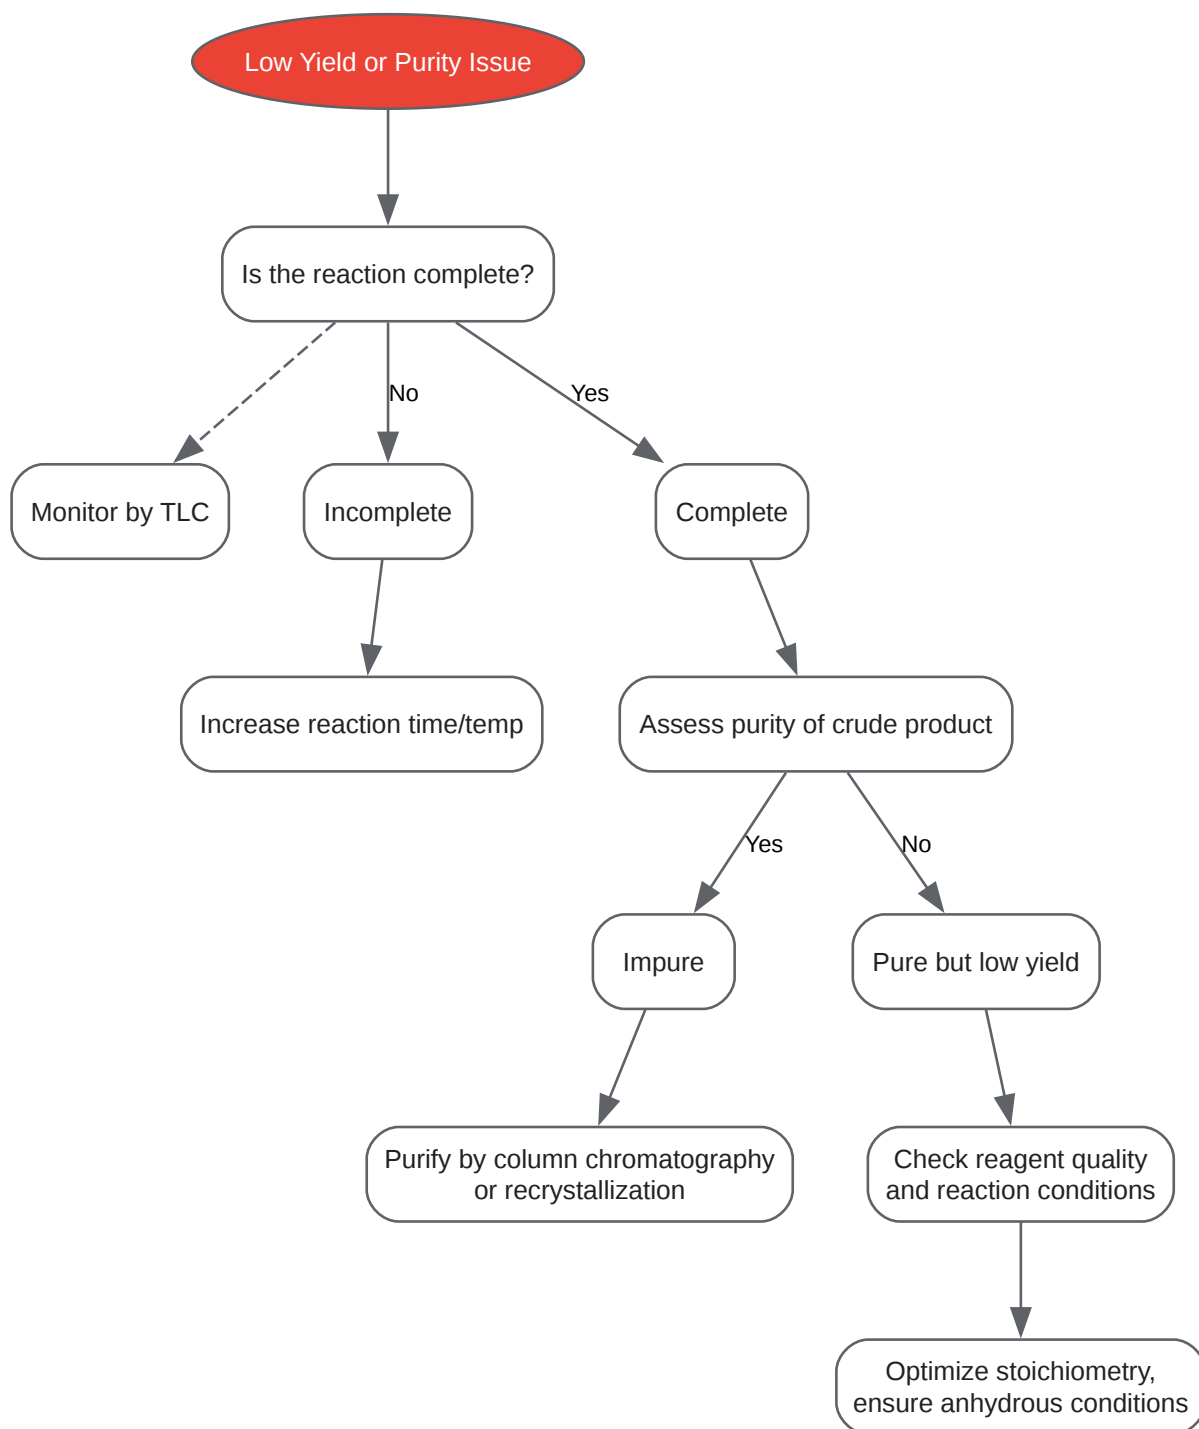 Low Yield or Purity Issue
Is the reaction complete?
No
Yes
Monitor by TLC
Incomplete
Complete
Increase reaction time/temp
Assess purity of crude product
Yes
No
Impure
Pure but low yield
Purify by column chromatography
or recrystallization
Check reagent quality
and reaction conditions
Optimize stoichiometry,
ensure anhydrous conditions